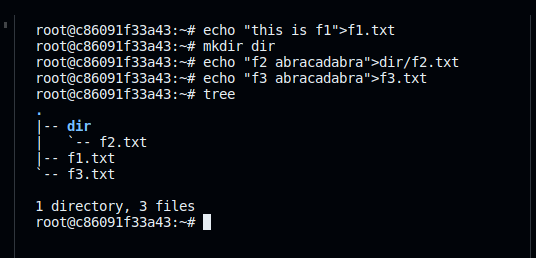 root@c86091f33a43:~# echo "this is f1">f1.txt
root@c86091f33a43:~# mkdir dir
root@c86091f33a43:~# echo "f2 abracadabra">dir/f2.txt
root@c86091f33a43:~# echo "f3 abracadabra">f3.txt
root@c86091f33a43:~# tree
.
|-- dir
|   `-- f2.txt
|-- f1.txt
`-- f3.txt

1 directory, 3 files
root@c86091f33a43:~#